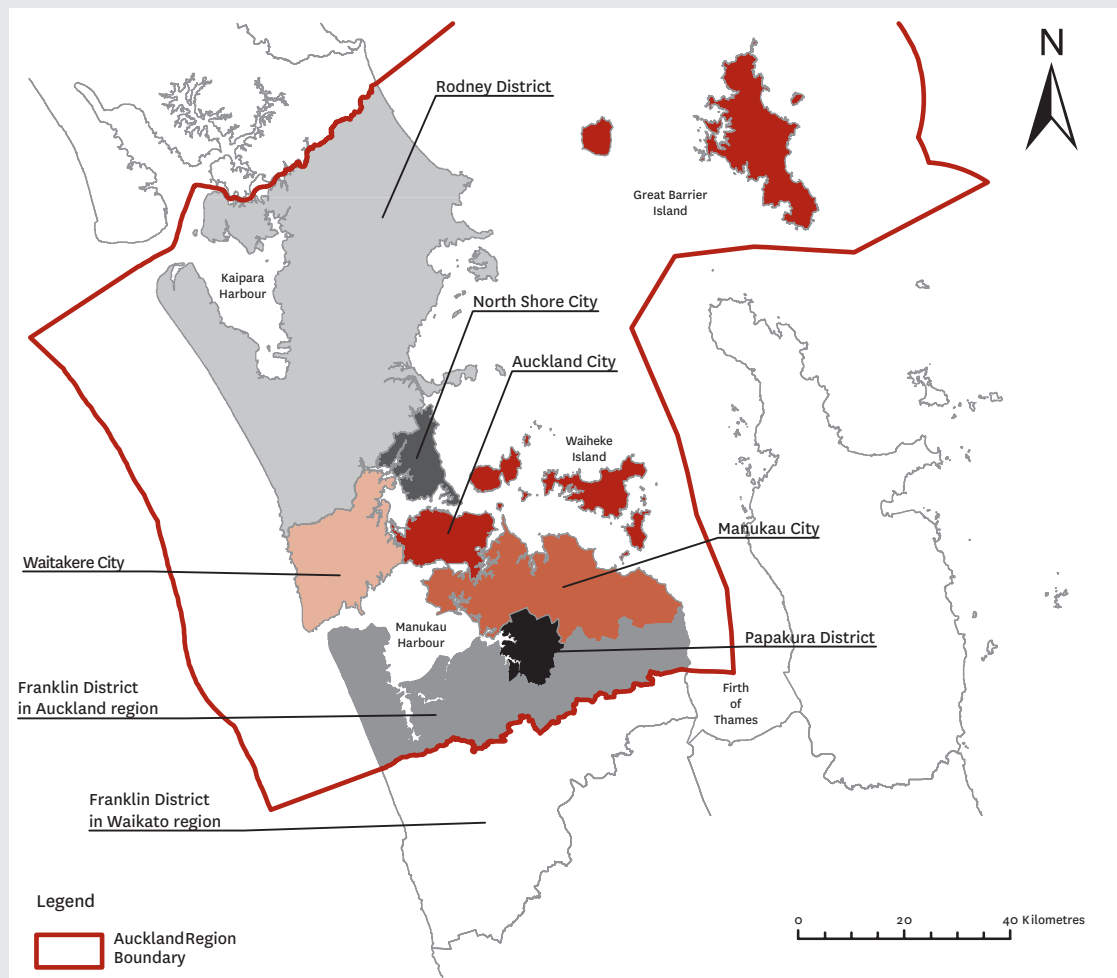 N
Rodney District
Great Barrier
Island
Kaipara
Harbour
North Shore City
Auckland City
Waiheke
Island
Manukau City
Waitakere City
Manukau
Harbour
Papakura District
Franklin District
in Auckland region
Firth
of
Thames
Franklin District
in Waikato region
Legend
Auckland Region
Boundary
0 20 40 Kilometres